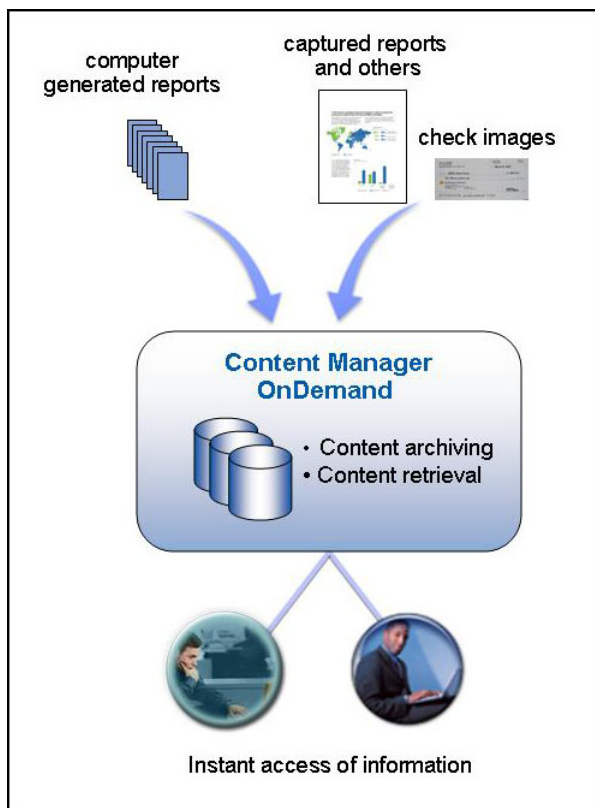 computer
generated reports
captured reports
and others
check images
Content Manager
OnDemand
• Content archiving
• Content retrieval
Instant access of information